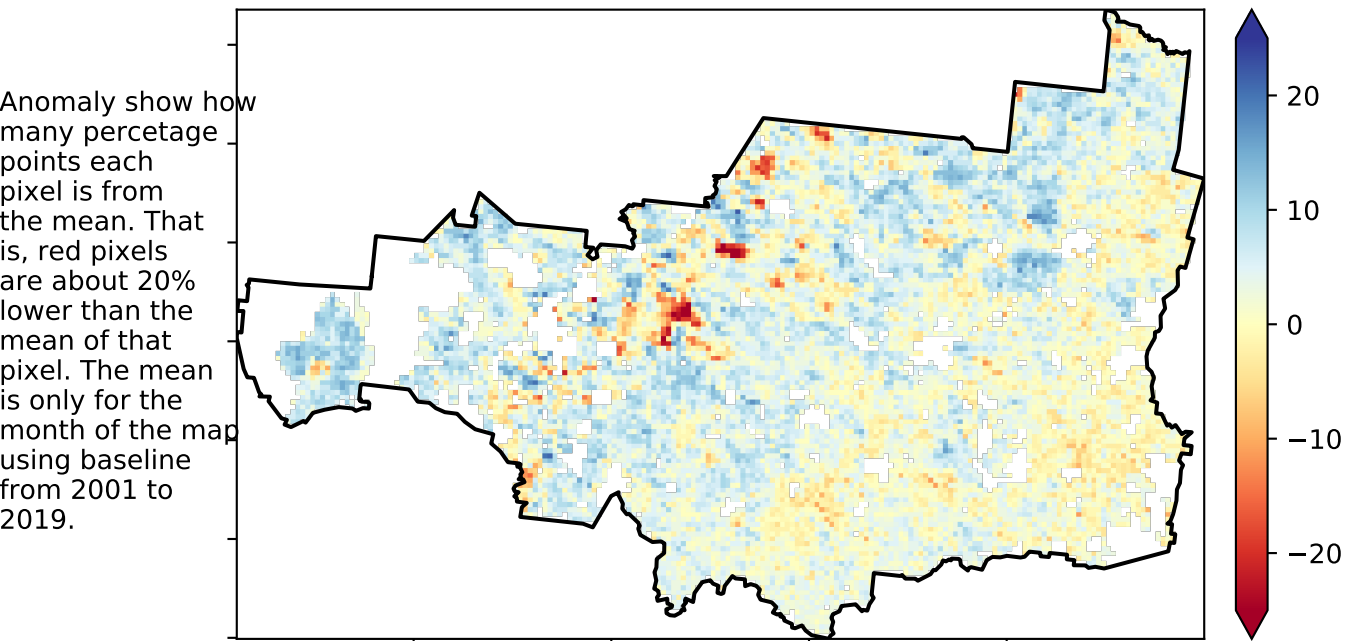 Anomaly show how
many percetage
points each
pixel is from
the mean. That
is, red pixels
are about 20%
lower than the
mean of that
pixel. The mean
is only for the
month of the map
using baseline
from 2001 to
2019.
20
10
0
−10
−20